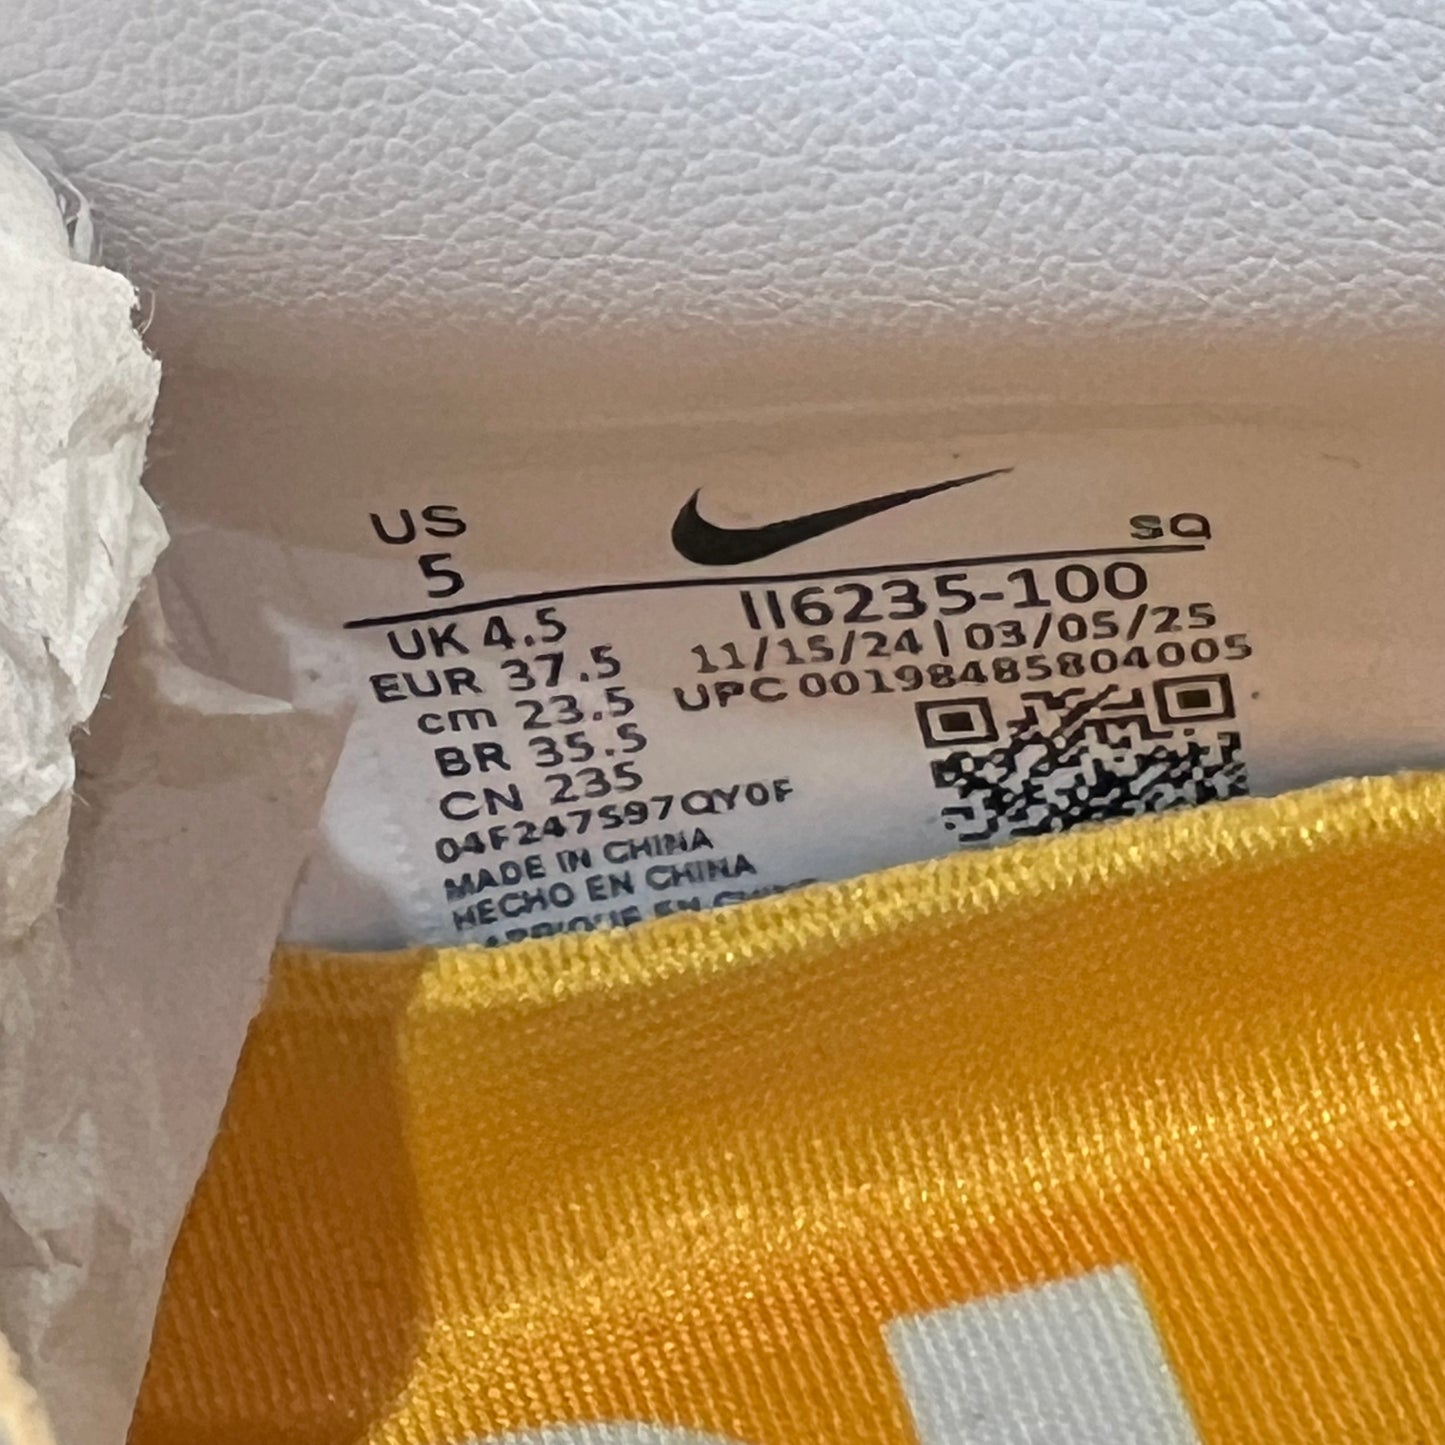 US
5
SQ
UK 4.5
EUR 37.5
cm 23.5
BR 35.5
CN 235
II6235-100
11/15/24 | 03/05/25
UPC 00198485804005
04F247S97QY0F
MADE IN CHINA
HECHO EN CHINA